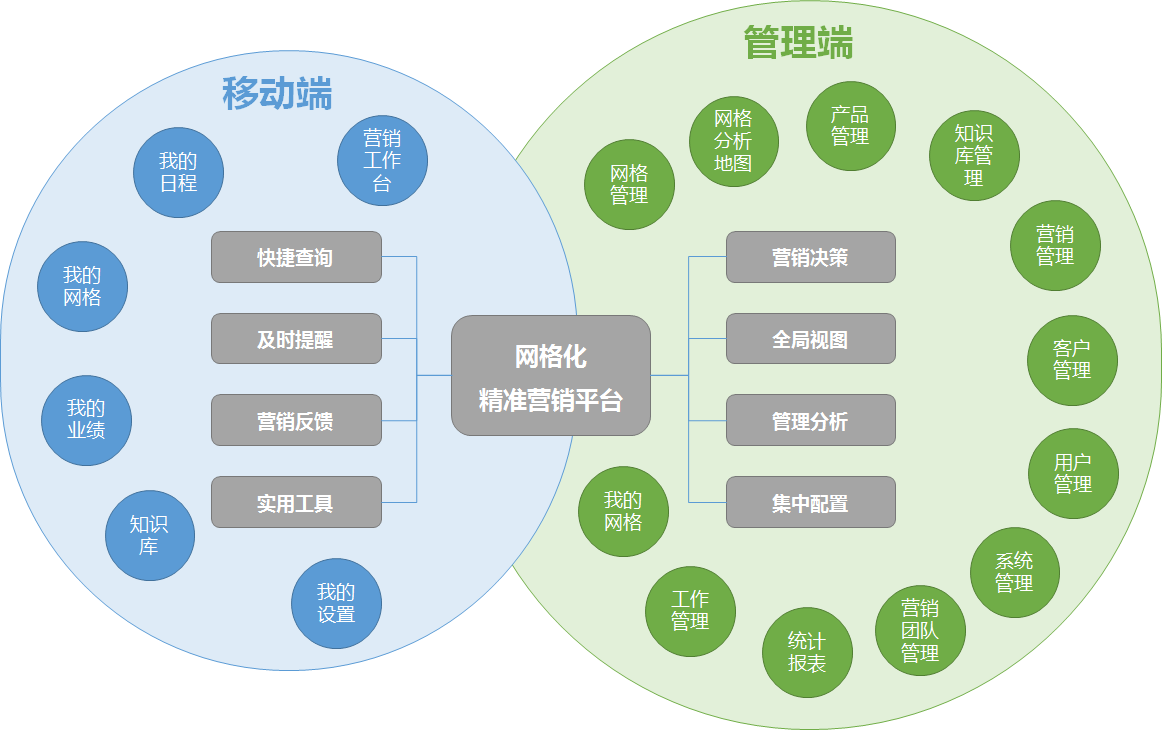 移动端
营销
工作
台
我的
日程
我的
网格
我的
业绩
知识
库
我的
设置
快捷查询
及时提醒
营销反馈
实用工具
网格化
精准营销平台
管理端
网格
管理
网格
分析
地图
产品
管理
知识
库管
理
营销
管理
客户
管理
用户
管理
系统
管理
营销
团队
管理
统计
报表
工作
管理
我的
网格
营销决策
全局视图
管理分析
集中配置